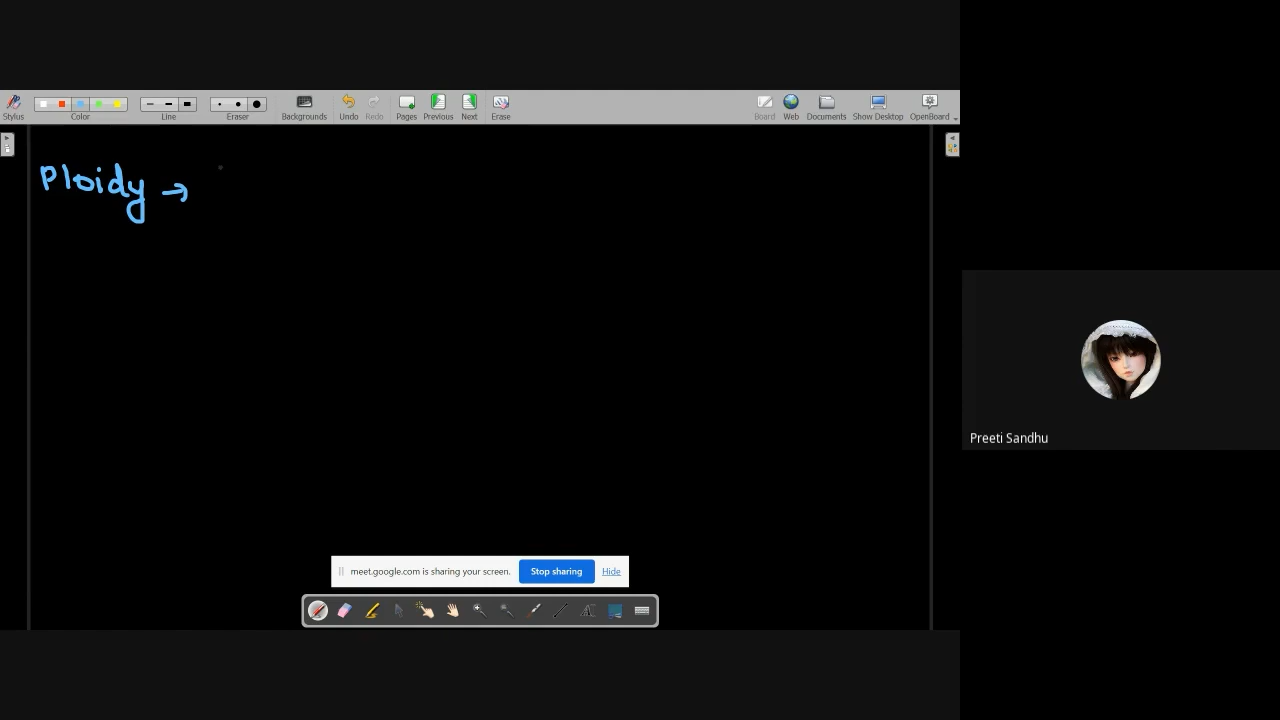 Stylus Color Line Eraser Backgrounds Undo Redo Pages Previous Next Erase Board Web Documents Show Desktop OpenBoard
Ploidy →
Preeti Sandhu
meet.google.com is sharing your screen. Stop sharing Hide